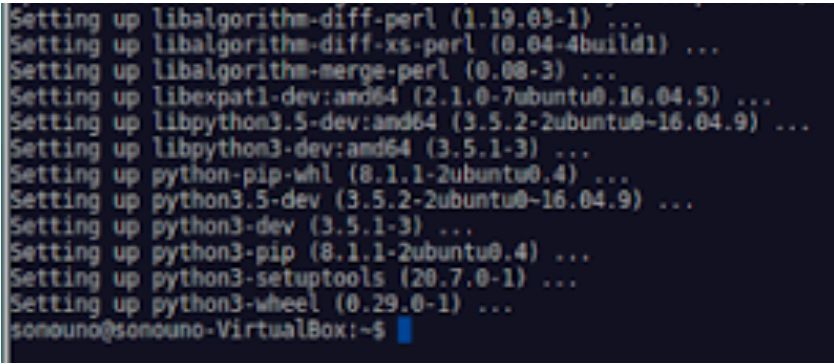 Setting up libalgorithm-diff-perl (1.19.03-1) ...
Setting up libalgorithm-diff-xs-perl (0.04-4build1) ...
Setting up libalgorithm-merge-perl (0.08-3) ...
Setting up libexpat1-dev:amd64 (2.1.0-7ubuntu0.16.04.5) ...
Setting up libpython3.5-dev:amd64 (3.5.2-2ubuntu0~16.04.9) ...
Setting up libpython3-dev:amd64 (3.5.1-3) ...
Setting up python-pip-whl (8.1.1-2ubuntu0.4) ...
Setting up python3.5-dev (3.5.2-2ubuntu0~16.04.9) ...
Setting up python3-dev (3.5.1-3) ...
Setting up python3-pip (8.1.1-2ubuntu0.4) ...
Setting up python3-setuptools (20.7.0-1) ...
Setting up python3-wheel (0.29.0-1) ...
sonouno@sonouno-VirtualBox:~$